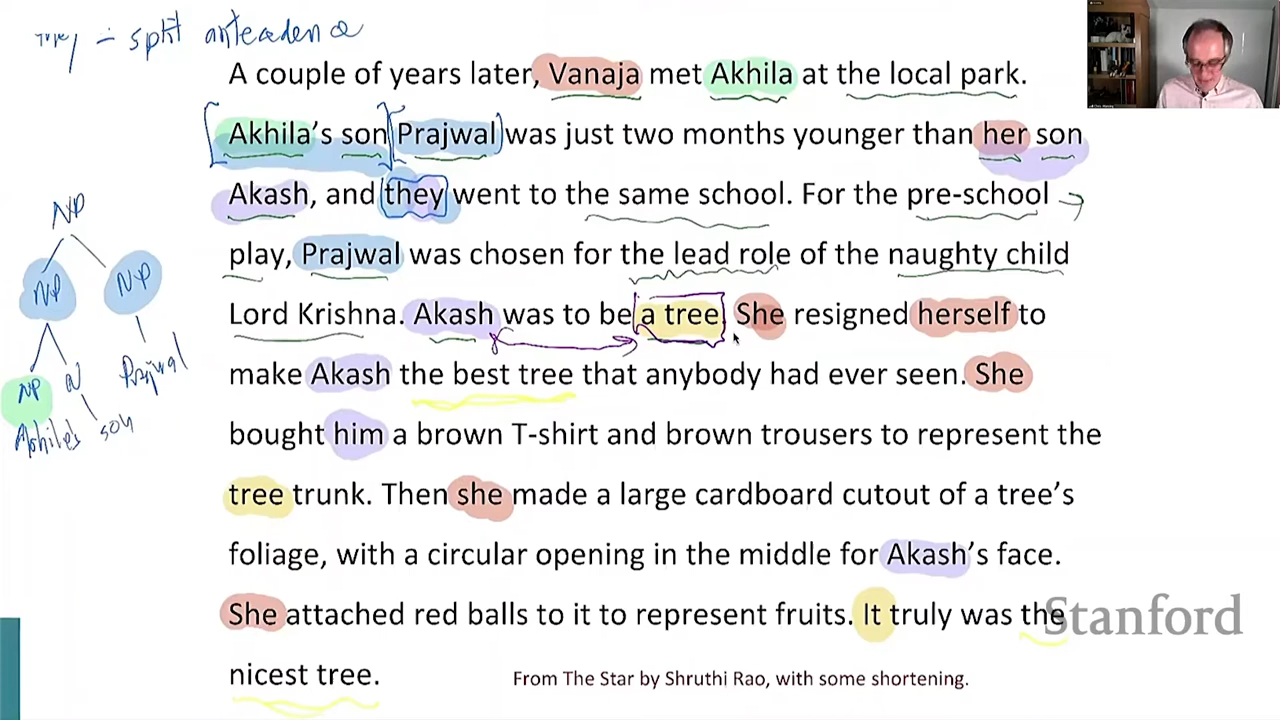 they - split antecedence
A couple of years later, Vanaja met Akhila at the local park.
Akhila's son Prajwal was just two months younger than her son
Akash, and they went to the same school. For the pre-school
play, Prajwal was chosen for the lead role of the naughty child
Lord Krishna. Akash was to be a tree. She resigned herself to
make Akash the best tree that anybody had ever seen. She
bought him a brown T-shirt and brown trousers to represent the
tree trunk. Then she made a large cardboard cutout of a tree's
foliage, with a circular opening in the middle for Akash's face.
She attached red balls to it to represent fruits. It truly was the
nicest tree.
From The Star by Shruthi Rao, with some shortening.
NP
NP NP
NP N Prajwal
Akhila's son
Stanford